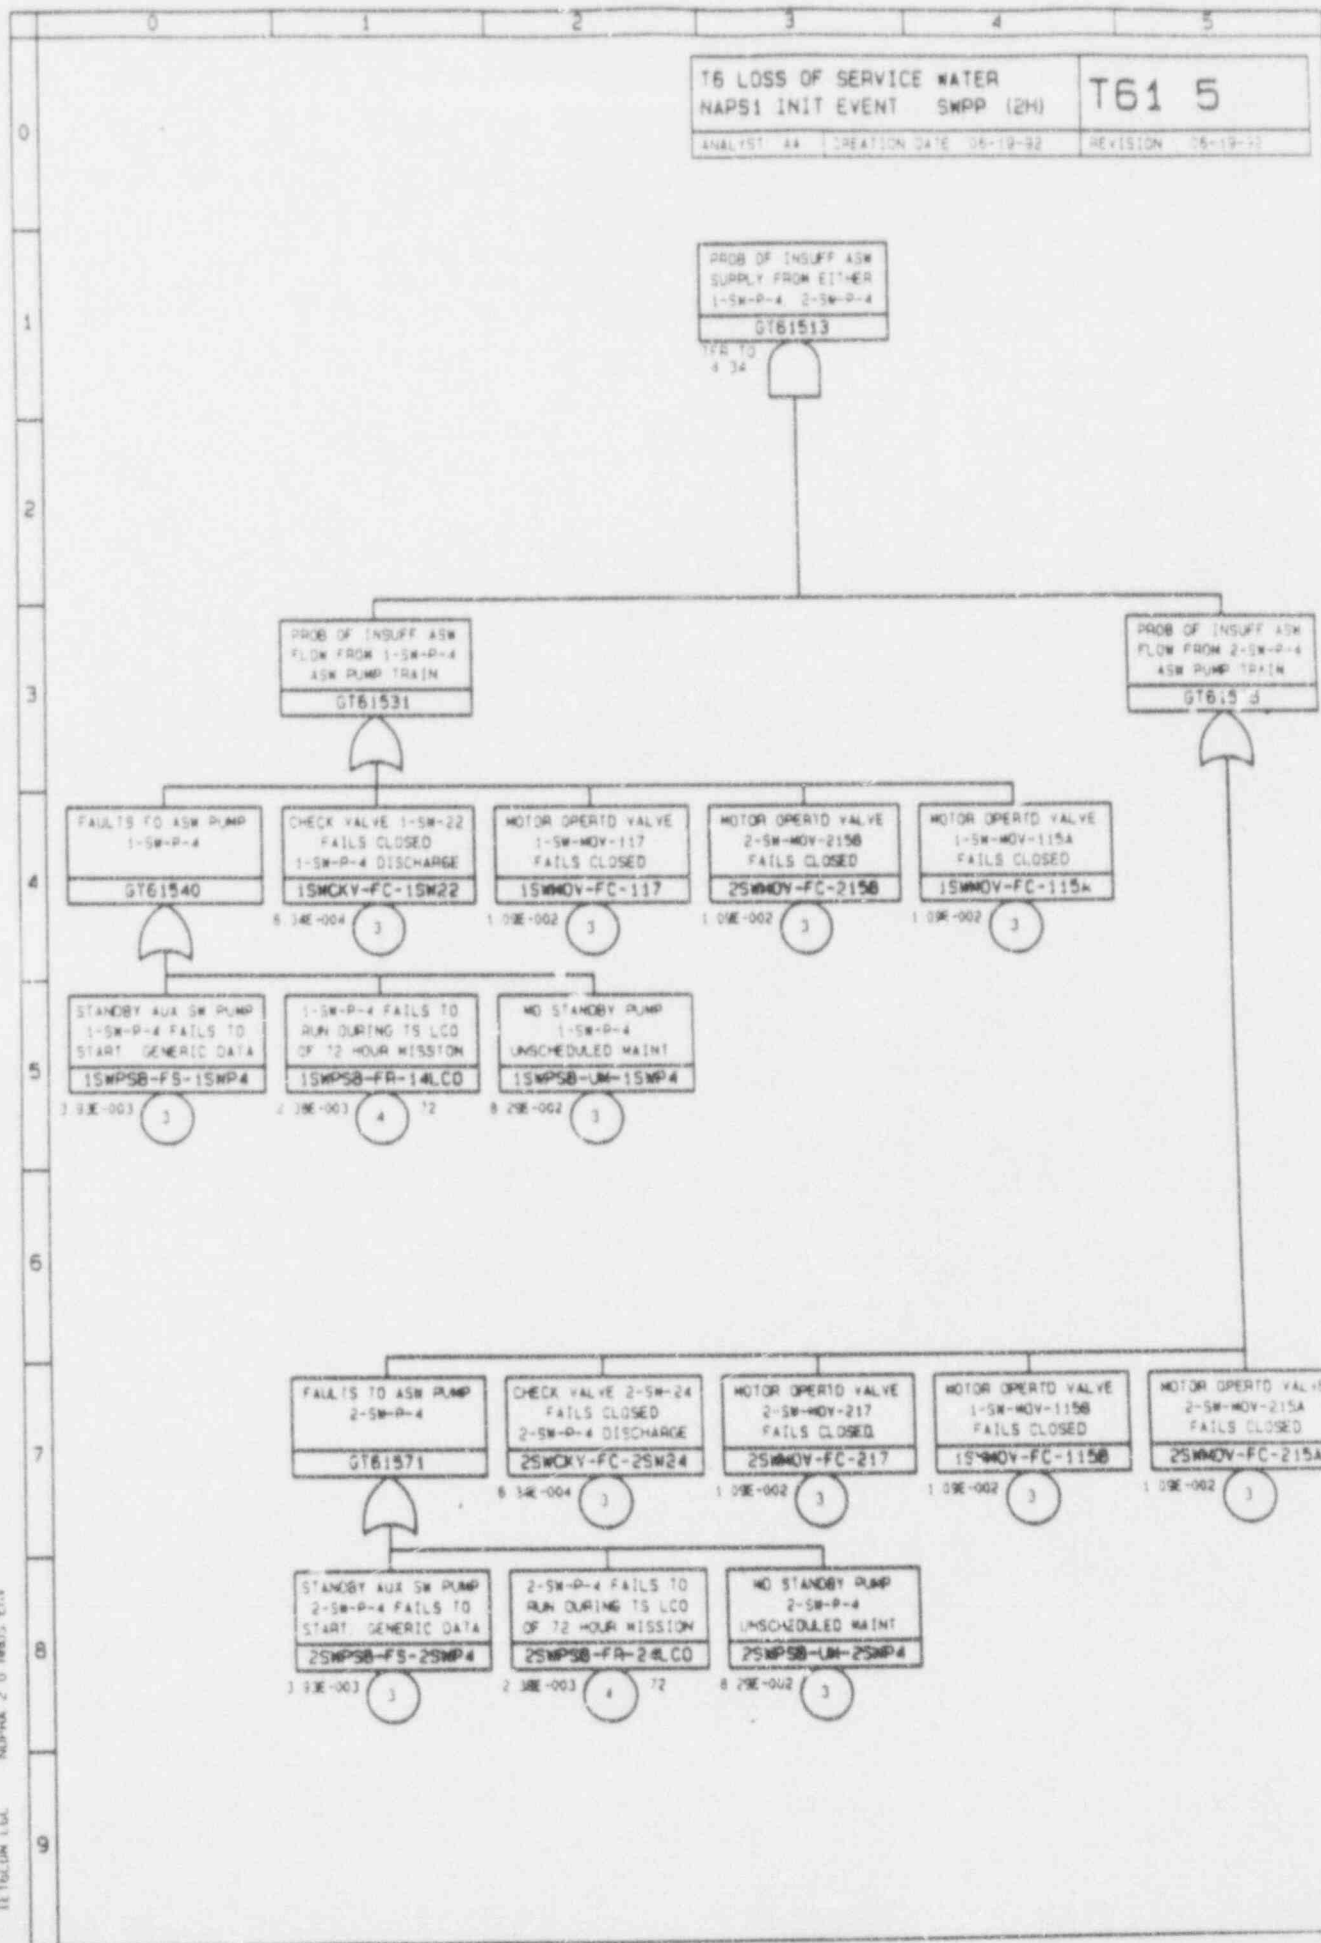 0 1 2 3 4 5
T6 LOSS OF SERVICE WATER
NAPS1 INIT EVENT SWPP (2H)
T61 5
ANALYST AA CREATION DATE 06-19-92 REVISION
0
1
2
3
4
5
6
7
8
9
PROB OF INSUFF ASW
SUPPLY FROM EITHER
1-SW-P-4, 2-SW-P-4
GT61513
TFR TO
PROB OF INSUFF ASW
FLOW FROM 1-SW-P-4
ASW PUMP TRAIN
GT61531
PROB OF INSUFF ASW
FLOW FROM 2-SW-P-4
ASW PUMP TRAIN
FAULTS TO ASW PUMP
1-SW-P-4
GT61540
CHECK VALVE 1-SW-22
FAILS CLOSED
1-SW-P-4 DISCHARGE
1SWCKV-FC-1SW22
6.34E-004
3
MOTOR OPERTD VALVE
1-SW-MOV-117
FAILS CLOSED
1SWMOV-FC-117
1.09E-002
3
MOTOR OPERTD VALVE
2-SW-MOV-215B
FAILS CLOSED
2SWMOV-FC-215B
1.09E-002
3
MOTOR OPERTD VALVE
1-SW-MOV-115A
FAILS CLOSED
1SWMOV-FC-115A
1.09E-002
3
STANDBY AUX SW PUMP
1-SW-P-4 FAILS TO
START. GENERIC DATA
1SWPSB-FS-1SWP4
3.93E-003
3
1-SW-P-4 FAILS TO
RUN DURING TS LCO
OF 72 HOUR MISSION
1SWPSB-FR-14LCO
2.38E-003
4
72
MD STANDBY PUMP
1-SW-P-4
UNSCHEDULED MAINT
1SWPSB-UM-1SWP4
8.29E-002
3
FAULTS TO ASW PUMP
2-SW-P-4
GT61571
CHECK VALVE 2-SW-24
FAILS CLOSED
2-SW-P-4 DISCHARGE
2SWCKV-FC-2SW24
6.34E-004
3
MOTOR OPERTD VALVE
2-SW-MOV-217
FAILS CLOSED
2SWMOV-FC-217
1.09E-002
3
MOTOR OPERTD VALVE
1-SW-MOV-115B
FAILS CLOSED
1SWMOV-FC-115B
1.09E-002
3
MOTOR OPERTD VALVE
2-SW-MOV-215A
FAILS CLOSED
2SWMOV-FC-215A
1.09E-002
3
STANDBY AUX SW PUMP
2-SW-P-4 FAILS TO
START. GENERIC DATA
2SWPSB-FS-2SWP4
3.93E-003
3
2-SW-P-4 FAILS TO
RUN DURING TS LCO
OF 72 HOUR MISSION
2SWPSB-FR-24LCO
2.38E-003
4
72
MD STANDBY PUMP
2-SW-P-4
UNSCHEDULED MAINT
2SWPSB-UM-2SWP4
8.29E-002
3
NUPRA 2.0